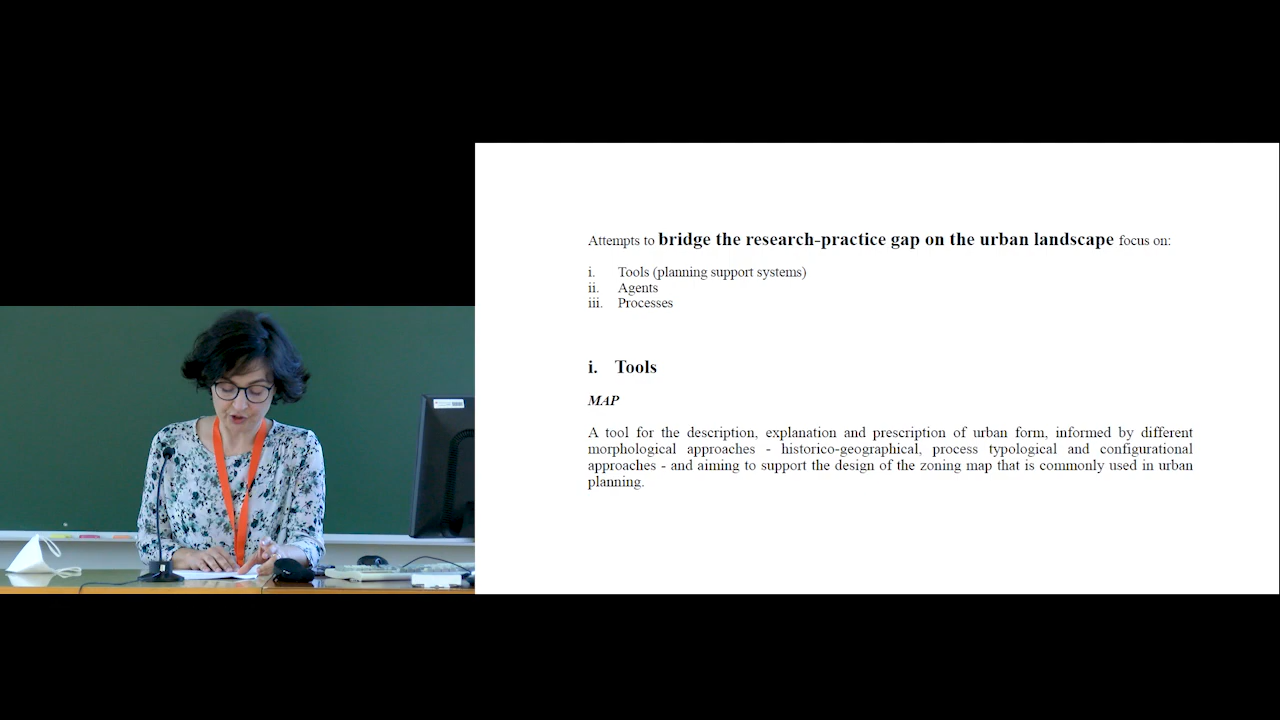 Attempts to bridge the research-practice gap on the urban landscape focus on:
i. Tools (planning support systems)
ii. Agents
iii. Processes
i. Tools
MAP
A tool for the description, explanation and prescription of urban form, informed by different
morphological approaches - historico-geographical, process typological and configurational
approaches - and aiming to support the design of the zoning map that is commonly used in urban
planning.